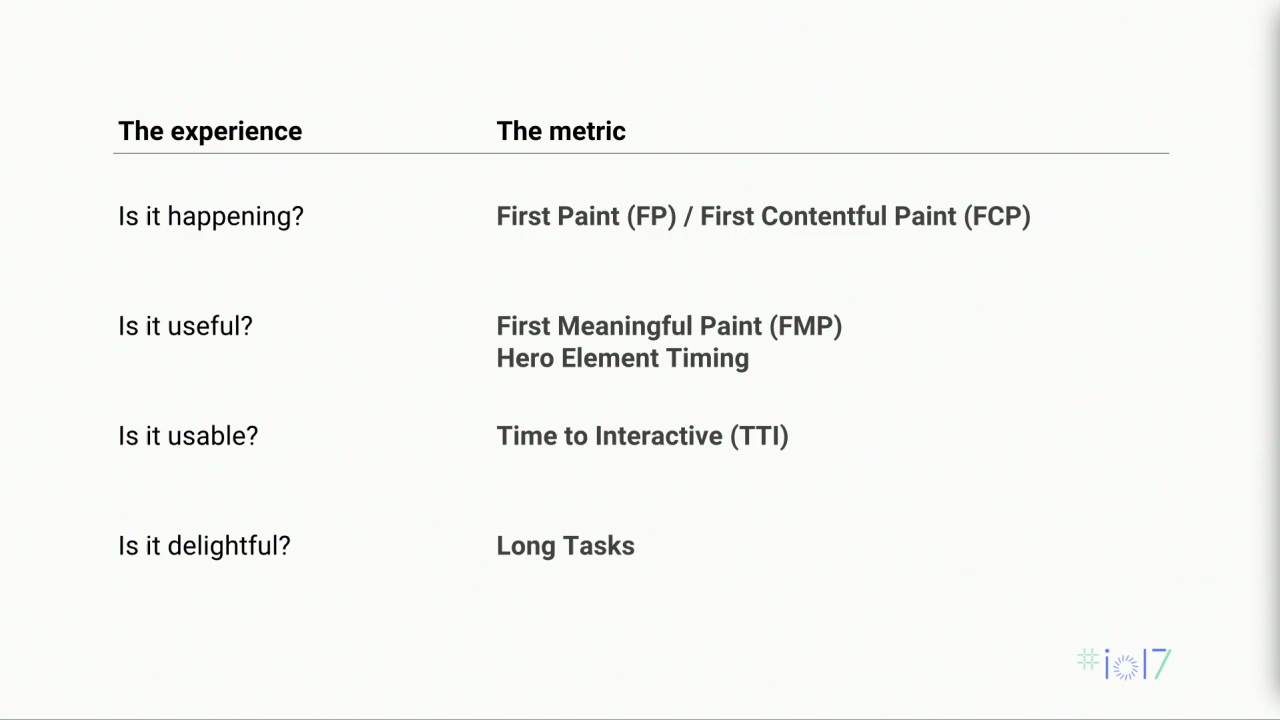 The experience The metric
Is it happening? First Paint (FP) / First Contentful Paint (FCP)
Is it useful? First Meaningful Paint (FMP)
Hero Element Timing
Is it usable? Time to Interactive (TTI)
Is it delightful? Long Tasks
#io17